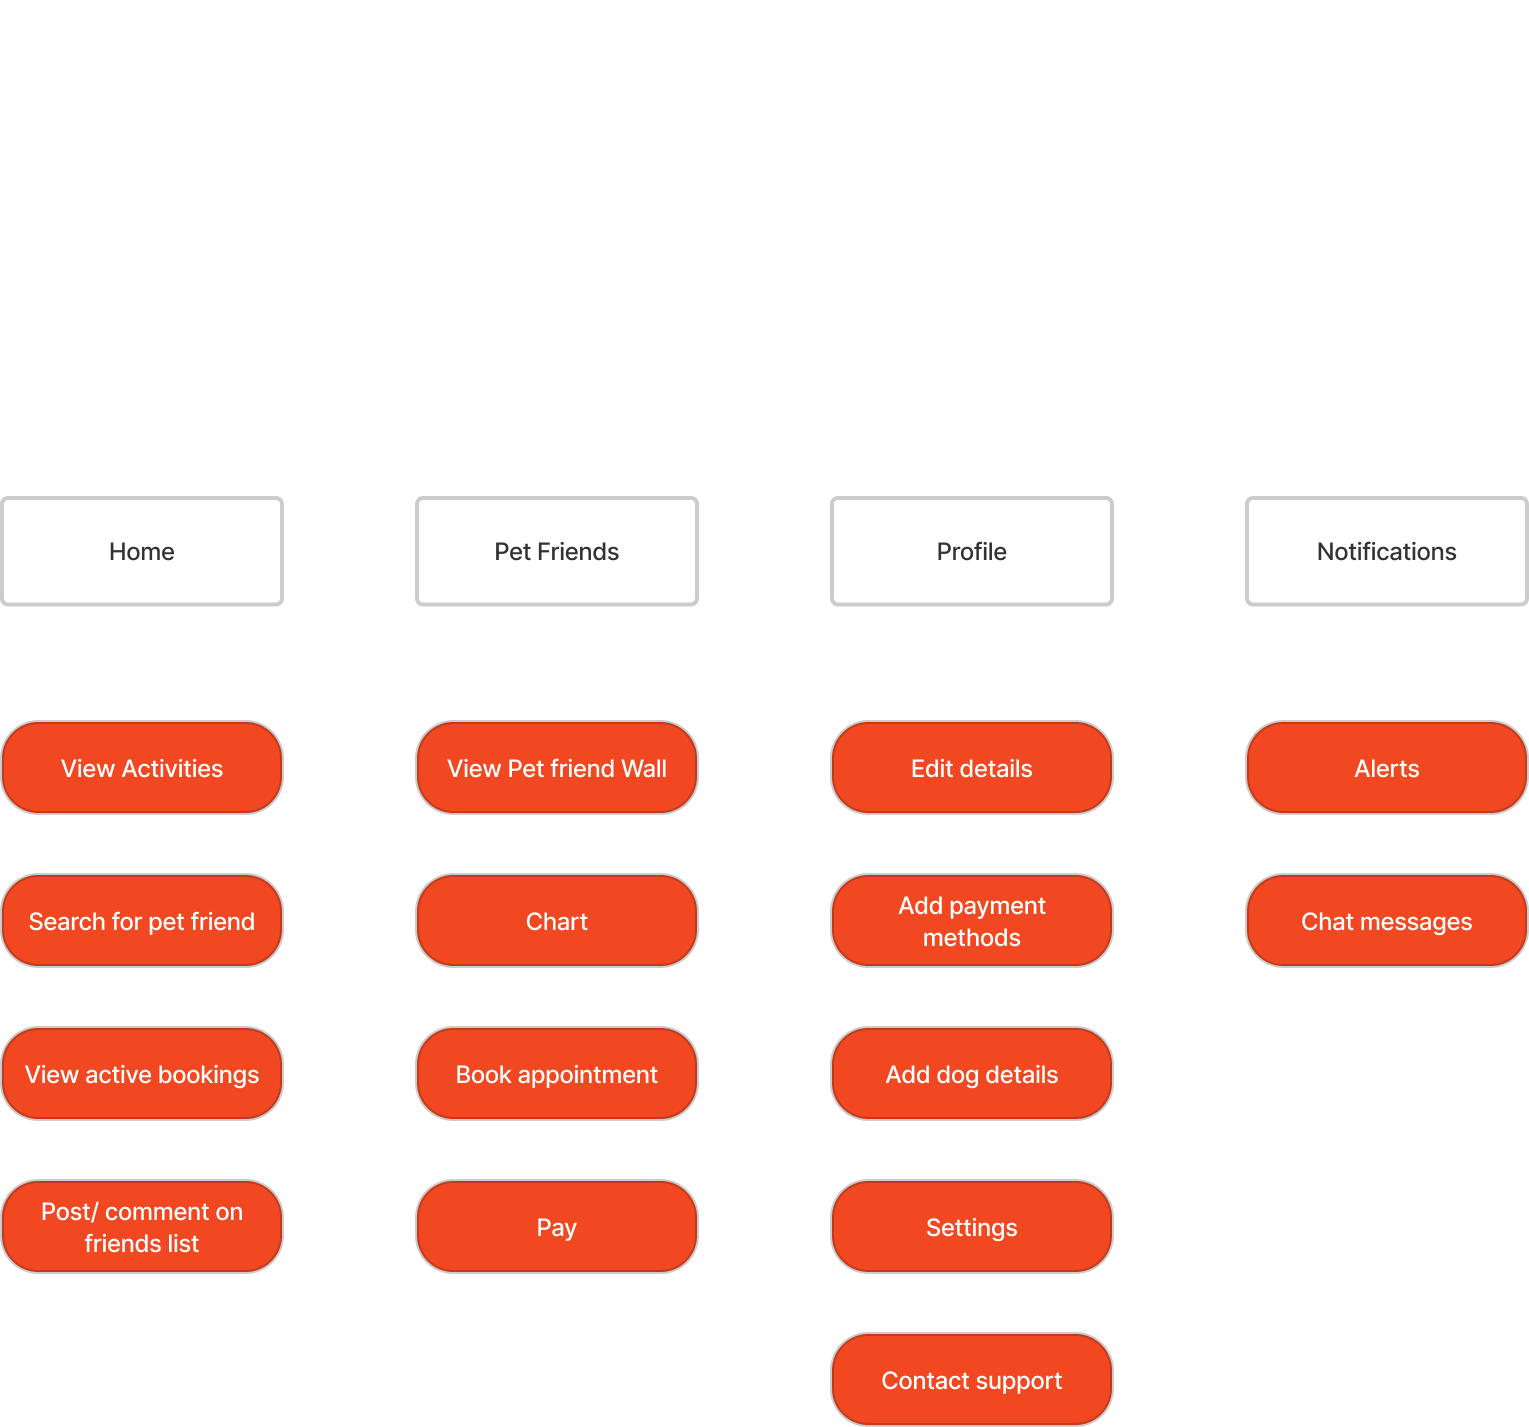 Home
Pet Friends
Profile
Notifications
View Activities
View Pet friend Wall
Edit details
Alerts
Search for pet friend
Chart
Add payment
methods
Chat messages
View active bookings
Book appointment
Add dog details
Post/ comment on
friends list
Pay
Settings
Contact support